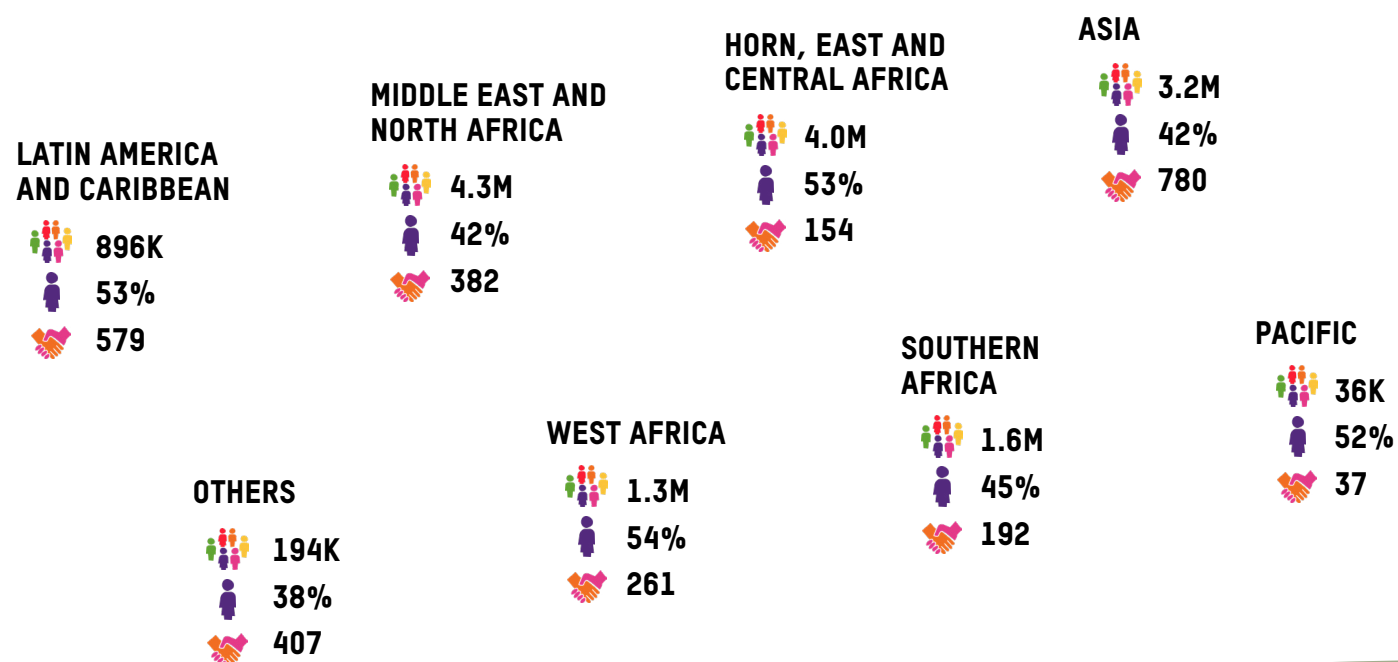 LATIN AMERICA
AND CARIBBEAN
896K
53%
579
MIDDLE EAST AND
NORTH AFRICA
4.3M
42%
382
HORN, EAST AND
CENTRAL AFRICA
4.0M
53%
154
ASIA
3.2M
42%
780
OTHERS
194K
38%
407
WEST AFRICA
1.3M
54%
261
SOUTHERN
AFRICA
1.6M
45%
192
PACIFIC
36K
52%
37